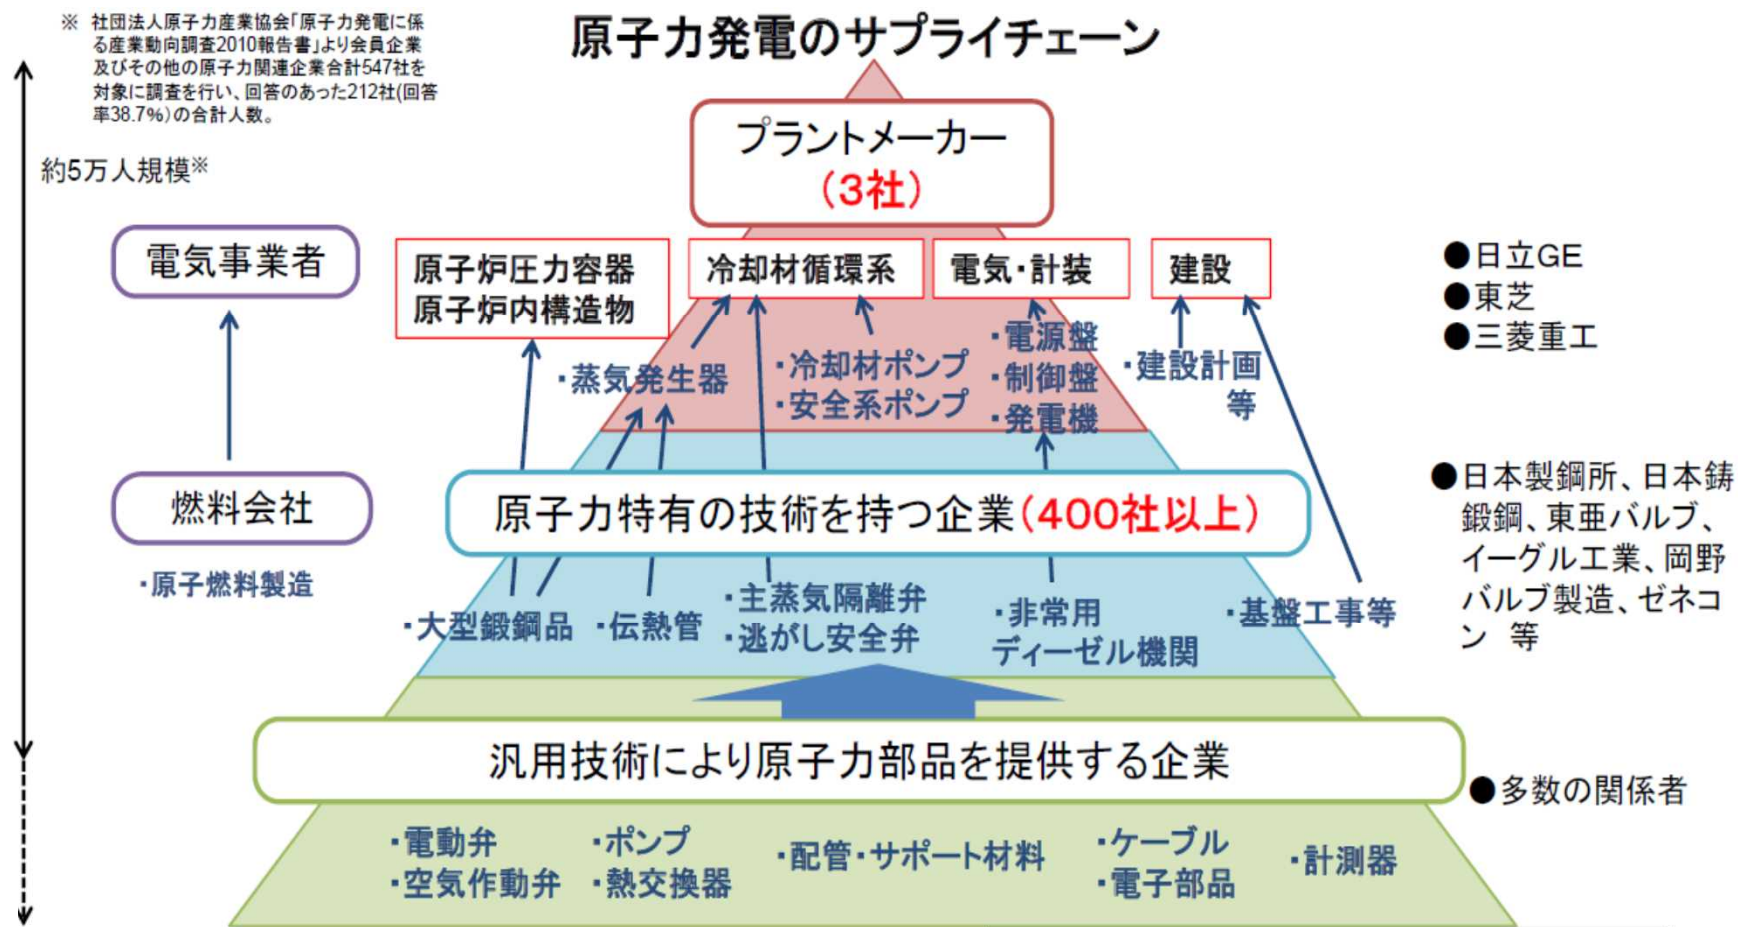 ※ 社団法人原子力産業協会「原子力発電に係
る産業動向調査2010報告書」より会員企業
及びその他の原子力関連企業合計547社を
対象に調査を行い、回答のあった212社(回答
率38.7%)の合計人数。
原子力発電のサプライチェーン
約5万人規模※
プラントメーカー
(3社)
電気事業者
原子炉圧力容器
原子炉内構造物
冷却材循環系
電気・計装
建設
●日立GE
●東芝
●三菱重工
・蒸気発生器
・冷却材ポンプ
・安全系ポンプ
・電源盤
・制御盤
・発電機
・建設計画
等
燃料会社
・原子燃料製造
原子力特有の技術を持つ企業(400社以上)
●日本製鋼所、日本鋳
鍛鋼、東亜バルブ、
イーグル工業、岡野
バルブ製造、ゼネコ
ン 等
・大型鍛鋼品
・伝熱管
・主蒸気隔離弁
・逃がし安全弁
・非常用
ディーゼル機関
・基盤工事等
汎用技術により原子力部品を提供する企業
●多数の関係者
・電動弁
・空気作動弁
・ポンプ
・熱交換器
・配管・サポート材料
・ケーブル
・電子部品
・計測器